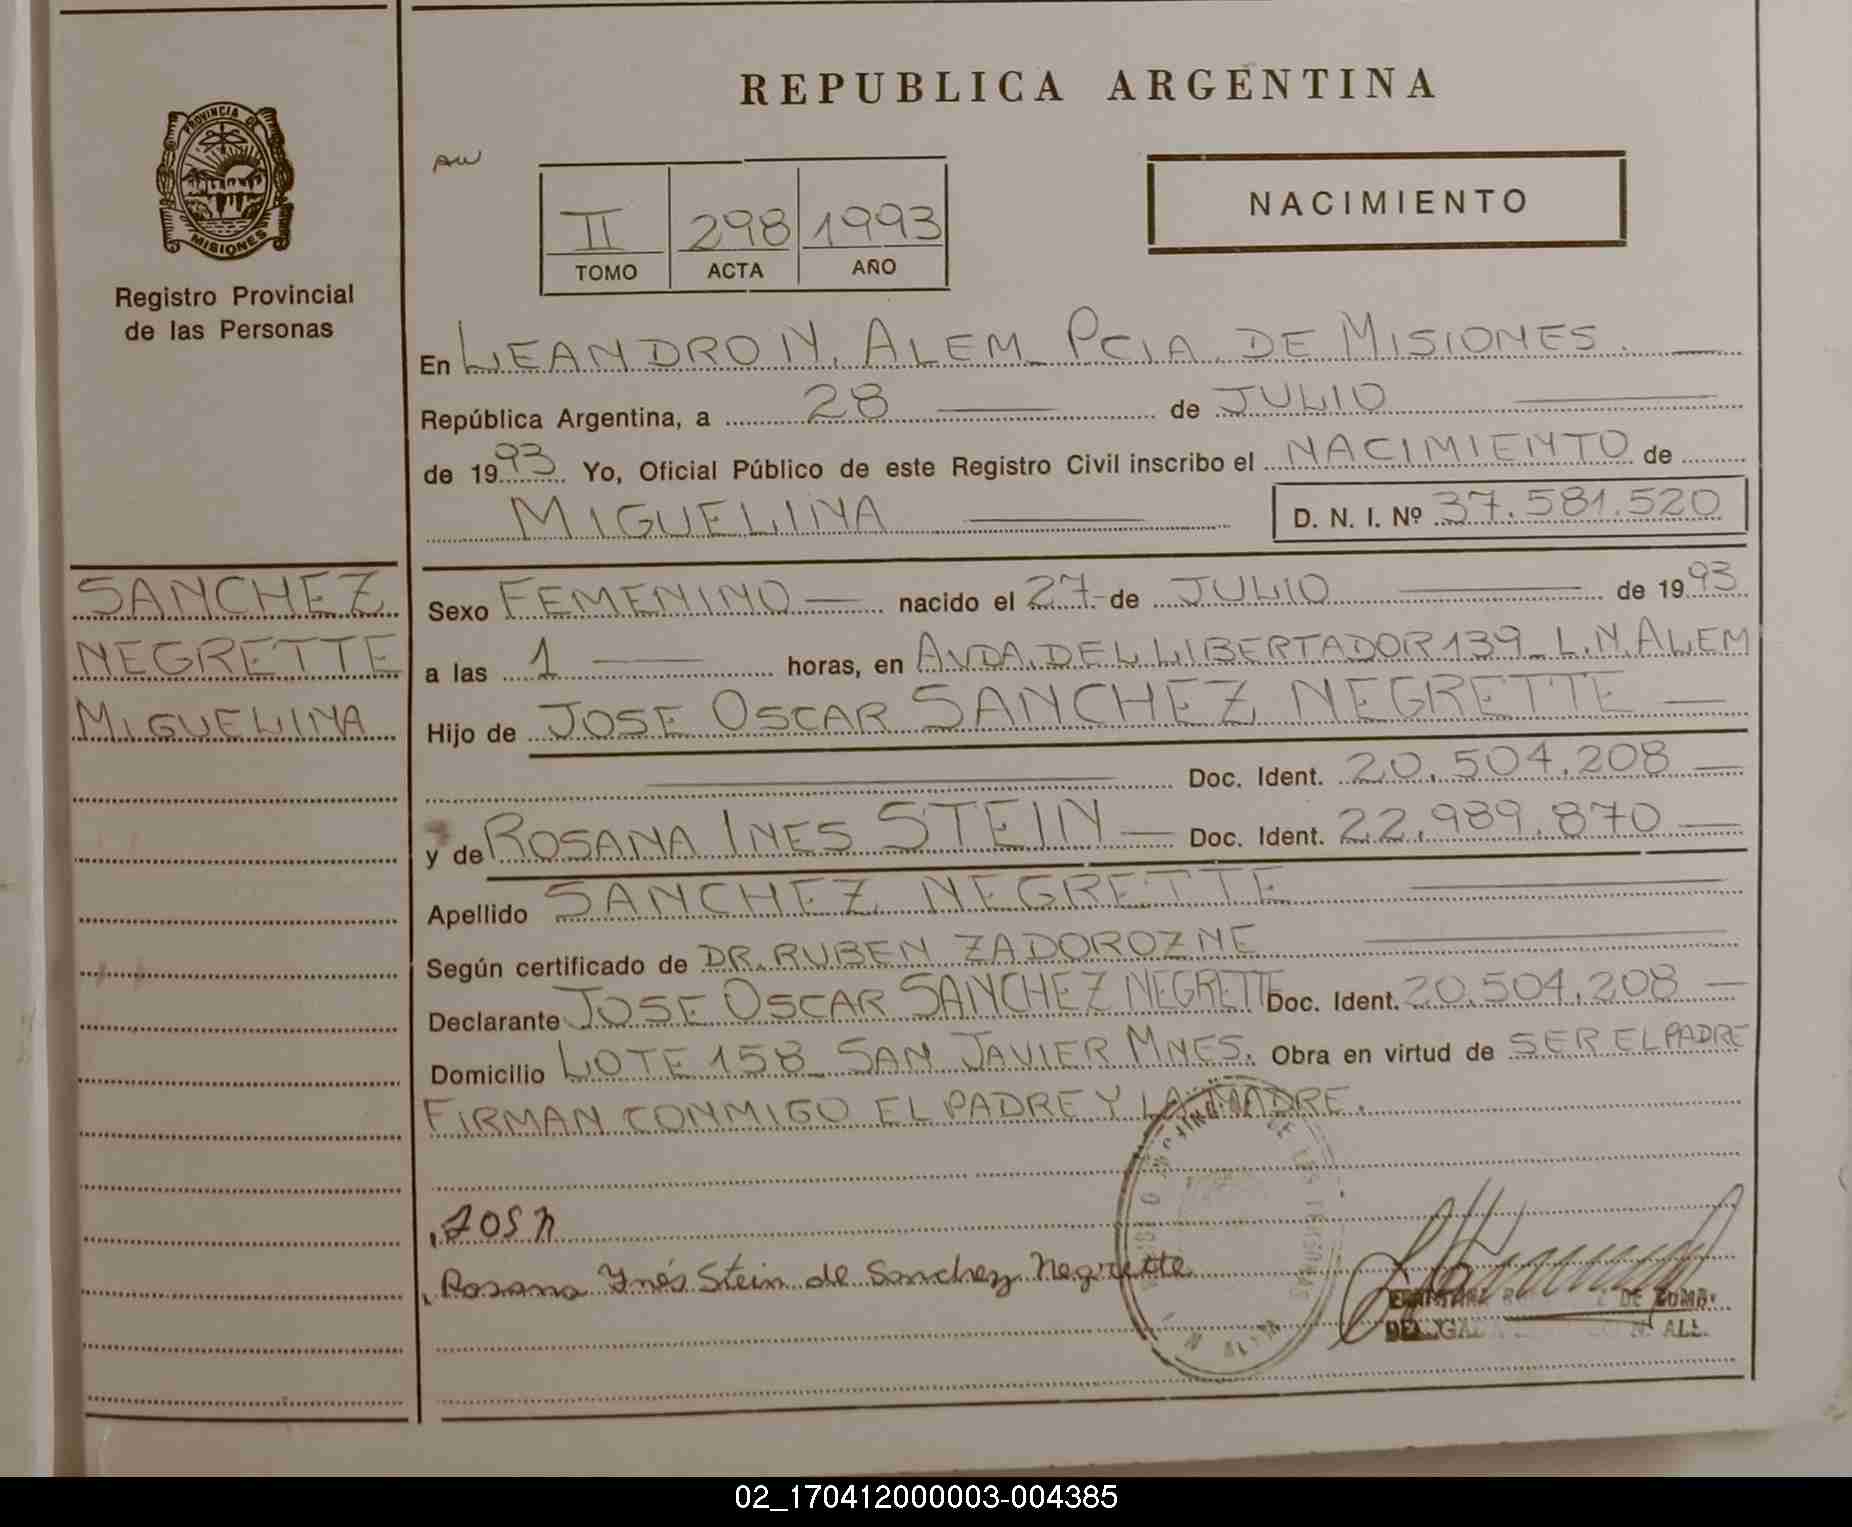 REPUBLICA ARGENTINA
PROVINCIA DE
MISIONES
Registro Provincial
de las Personas
AW
II 298 1993
TOMO ACTA AÑO
NACIMIENTO
En LEANDRO N. ALEM PCIA. DE MISIONES.
República Argentina, a 28 de JULIO
de 1993 Yo, Oficial Público de este Registro Civil inscribo el NACIMIENTO de
MIGUELINA D. N. I. Nº 37.581.520
SANCHEZ
NEGRETTE
MIGUELINA
Sexo FEMENINO nacido el 27 de JULIO de 1993
a las 1 horas, en AVDA. DEL LIBERTADOR 139 _ L.N. ALEM
Hijo de JOSE OSCAR SANCHEZ NEGRETTE
Doc. Ident. 20.504.208
y de ROSANA INES STEIN Doc. Ident. 22.989.870
Apellido SANCHEZ NEGRETTE
Según certificado de DR. RUBEN ZADOROZNE
Declarante JOSE OSCAR SANCHEZ NEGRETTE Doc. Ident. 20.504.208
Domicilio LOTE 158 _ SAN JAVIER MNES. Obra en virtud de SER EL PADRE
FIRMAN CONMIGO EL PADRE Y LA MADRE.
JOSN
Rosana Ynés Stein de Sanchez Negrette
02_170412000003-004385